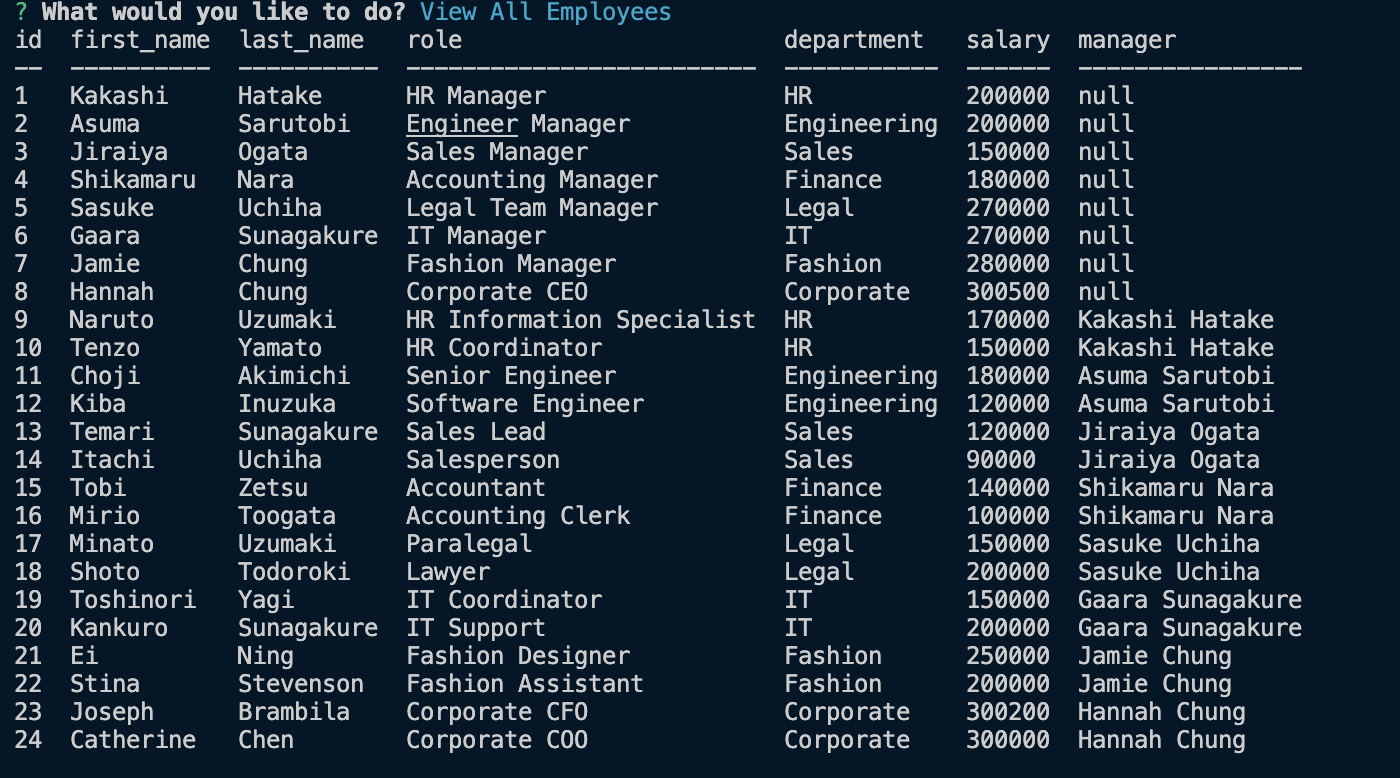 ? What would you like to do? View All Employees
id  first_name  last_name   role                       department   salary  manager
--  ----------  ----------  -------------------------  -----------  ------  ----------------
1   Kakashi     Hatake      HR Manager                 HR           200000  null
2   Asuma       Sarutobi    Engineer Manager           Engineering  200000  null
3   Jiraiya     Ogata       Sales Manager              Sales        150000  null
4   Shikamaru   Nara        Accounting Manager         Finance      180000  null
5   Sasuke      Uchiha      Legal Team Manager         Legal        270000  null
6   Gaara       Sunagakure  IT Manager                 IT           270000  null
7   Jamie       Chung       Fashion Manager            Fashion      280000  null
8   Hannah      Chung       Corporate CEO              Corporate    300500  null
9   Naruto      Uzumaki     HR Information Specialist  HR           170000  Kakashi Hatake
10  Tenzo       Yamato      HR Coordinator             HR           150000  Kakashi Hatake
11  Choji       Akimichi    Senior Engineer            Engineering  180000  Asuma Sarutobi
12  Kiba        Inuzuka     Software Engineer          Engineering  120000  Asuma Sarutobi
13  Temari      Sunagakure  Sales Lead                 Sales        120000  Jiraiya Ogata
14  Itachi      Uchiha      Salesperson                Sales        90000   Jiraiya Ogata
15  Tobi        Zetsu       Accountant                 Finance      140000  Shikamaru Nara
16  Mirio       Toogata     Accounting Clerk           Finance      100000  Shikamaru Nara
17  Minato      Uzumaki     Paralegal                  Legal        150000  Sasuke Uchiha
18  Shoto       Todoroki    Lawyer                     Legal        200000  Sasuke Uchiha
19  Toshinori   Yagi        IT Coordinator             IT           150000  Gaara Sunagakure
20  Kankuro     Sunagakure  IT Support                 IT           200000  Gaara Sunagakure
21  Ei          Ning        Fashion Designer           Fashion      250000  Jamie Chung
22  Stina       Stevenson   Fashion Assistant          Fashion      200000  Jamie Chung
23  Joseph      Brambila    Corporate CFO              Corporate    300200  Hannah Chung
24  Catherine   Chen        Corporate COO              Corporate    300000  Hannah Chung